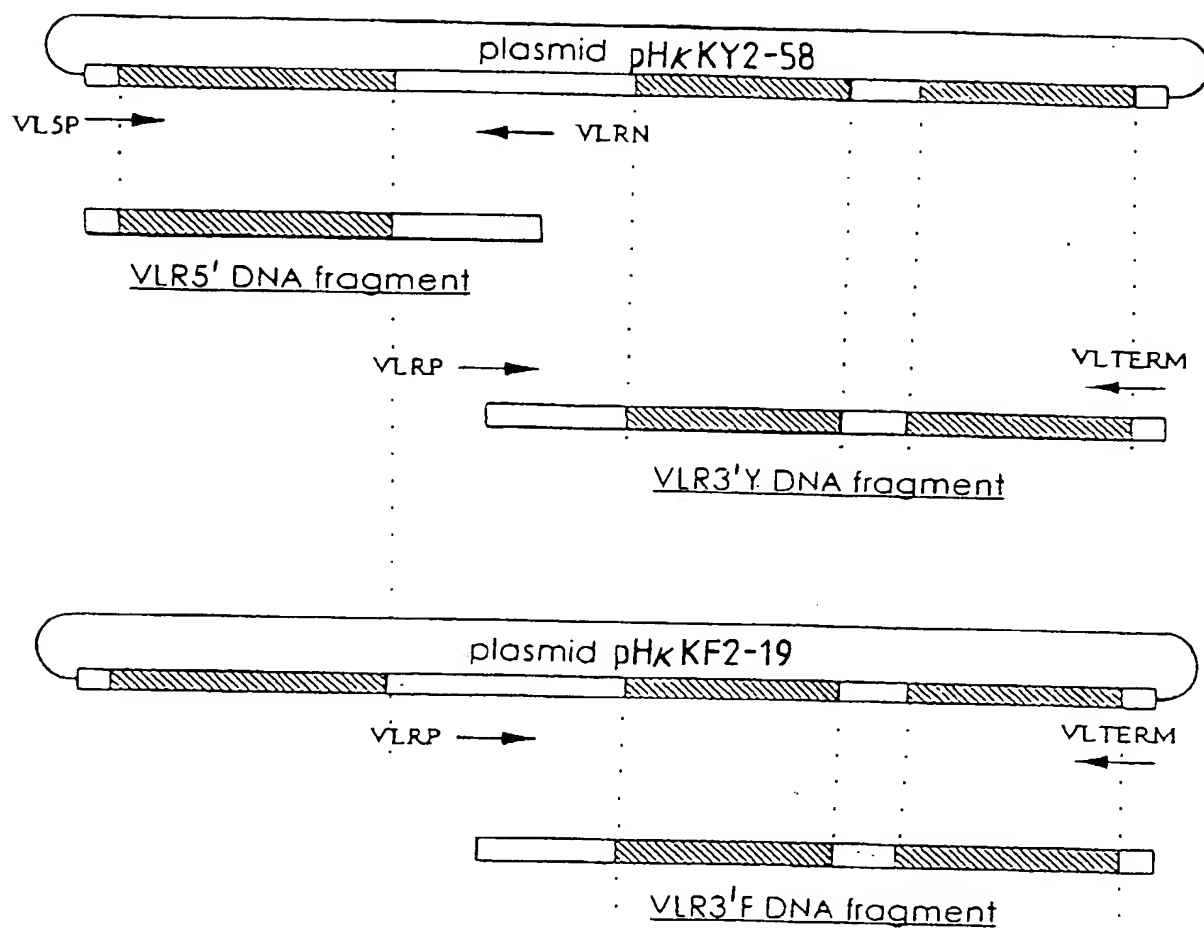 plasmid pHκKY2-58
VL5P
VLRN
VLR5' DNA fragment
VLRP
VLTERM
VLR3'Y DNA fragment
plasmid pHκKF2-19
VLRP
VLTERM
VLR3'F DNA fragment